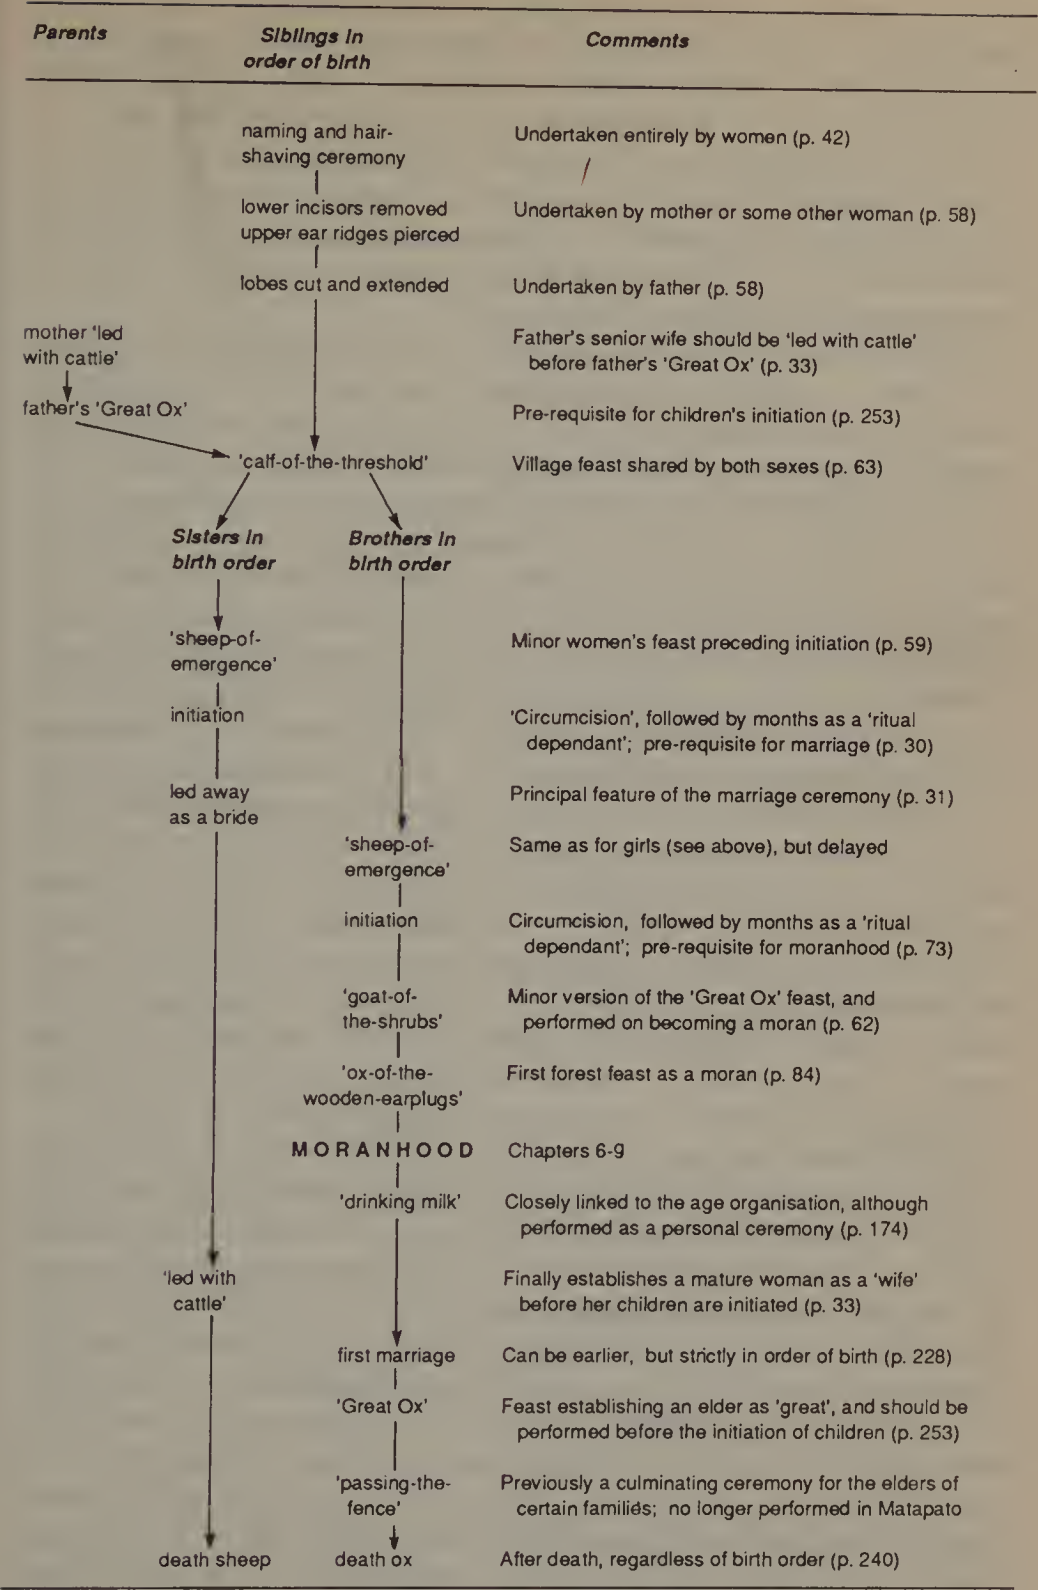 Parents Siblings in Comments
order of birth
naming and hair- Undertaken entirely by women (p. 42)
shaving ceremony
lower incisors removed Undertaken by mother or some other woman (p. 58)
upper ear ridges pierced
lobes cut and extended Undertaken by father (p. 58)
mother 'led Father's senior wife should be 'led with cattle'
with cattle' before father's 'Great Ox' (p. 33)
father's 'Great Ox' Pre-requisite for children's initiation (p. 253)
'calf-of-the-threshold' Village feast shared by both sexes (p. 63)
Sisters in Brothers in
birth order birth order
'sheep-of- Minor women's feast preceding initiation (p. 59)
emergence'
initiation 'Circumcision', followed by months as a 'ritual
dependant'; pre-requisite for marriage (p. 30)
led away Principal feature of the marriage ceremony (p. 31)
as a bride
'sheep-of- Same as for girls (see above), but delayed
emergence'
initiation Circumcision, followed by months as a 'ritual
dependant'; pre-requisite for moranhood (p. 73)
'goat-of- Minor version of the 'Great Ox' feast, and
the-shrubs' performed on becoming a moran (p. 62)
'ox-of-the- First forest feast as a moran (p. 84)
wooden-earplugs'
MORANHOOD Chapters 6-9
'drinking milk' Closely linked to the age organisation, although
performed as a personal ceremony (p. 174)
'led with Finally establishes a mature woman as a 'wife'
cattle' before her children are initiated (p. 33)
first marriage Can be earlier, but strictly in order of birth (p. 228)
'Great Ox' Feast establishing an elder as 'great', and should be
performed before the initiation of children (p. 253)
'passing-the- Previously a culminating ceremony for the elders of
fence' certain families; no longer performed in Matapato
death sheep death ox After death, regardless of birth order (p. 240)